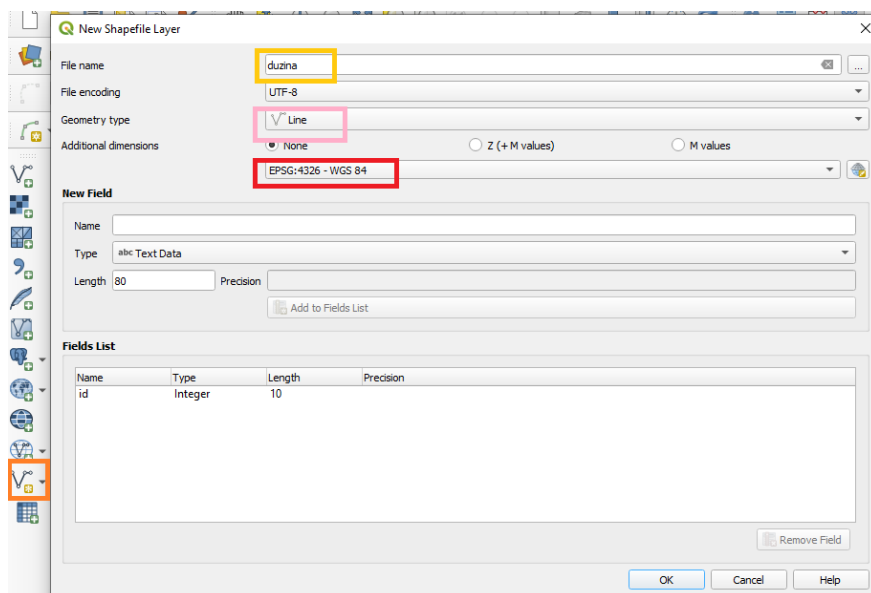 New Shapefile Layer
File name duzina ...
File encoding UTF-8
Geometry type Line
Additional dimensions None Z (+ M values) M values
EPSG:4326 - WGS 84
New Field
Name
Type abc Text Data
Length 80 Precision
Add to Fields List
Fields List
Name Type Length Precision
id Integer 10
Remove Field
OK Cancel Help